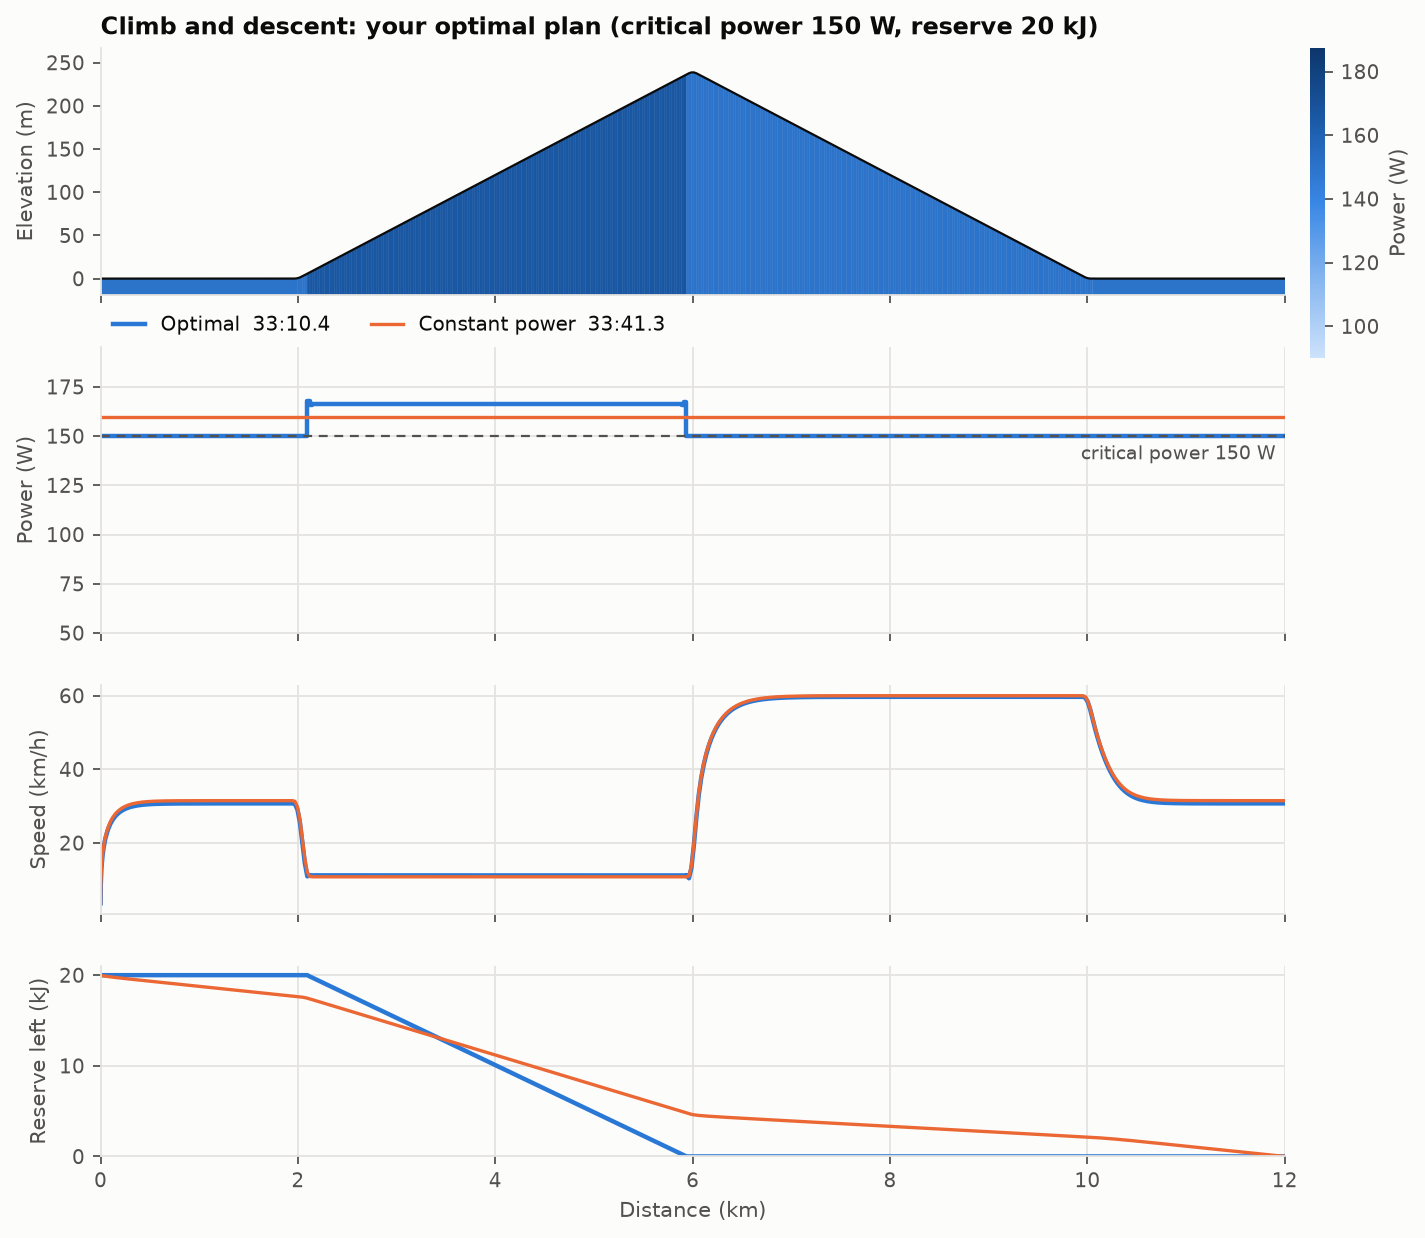 Climb and descent: your optimal plan (critical power 150 W, reserve 20 kJ)
Elevation (m)
250
200
150
100
50
0
180
160
140
120
100
Power (W)
Optimal 33:10.4
Constant power 33:41.3
Power (W)
175
150
125
100
75
50
critical power 150 W
Speed (km/h)
60
40
20
Reserve left (kJ)
20
10
0
0 2 4 6 8 10 12
Distance (km)